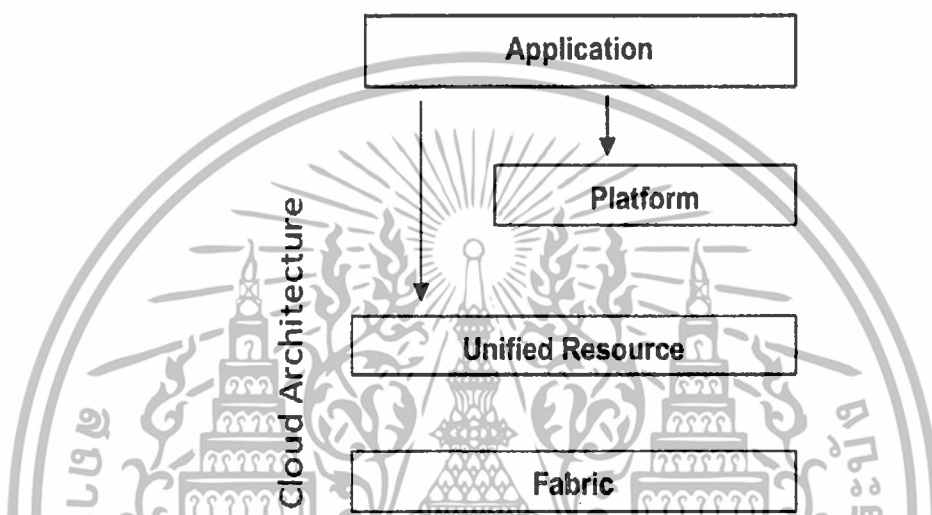 Application
Platform
Cloud Architecture
Unified Resource
Fabric